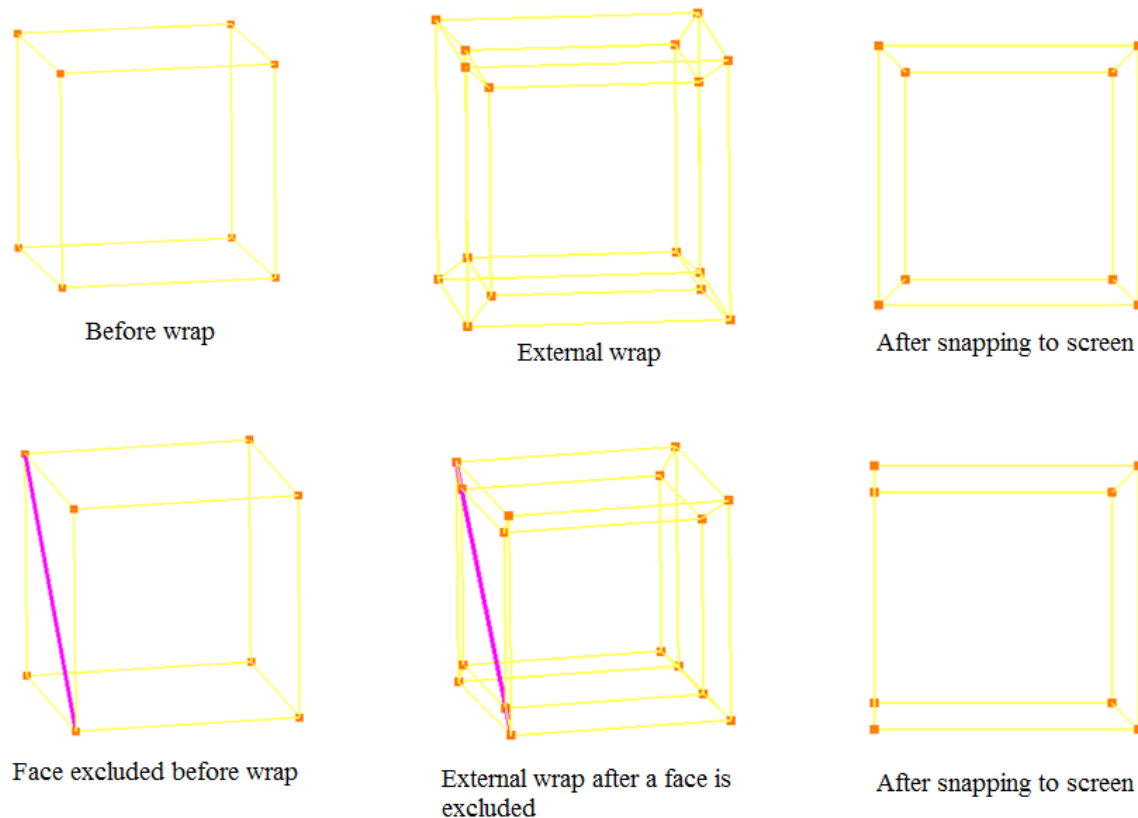 Before wrap
External wrap
After snapping to screen
Face excluded before wrap
External wrap after a face is
excluded
After snapping to screen